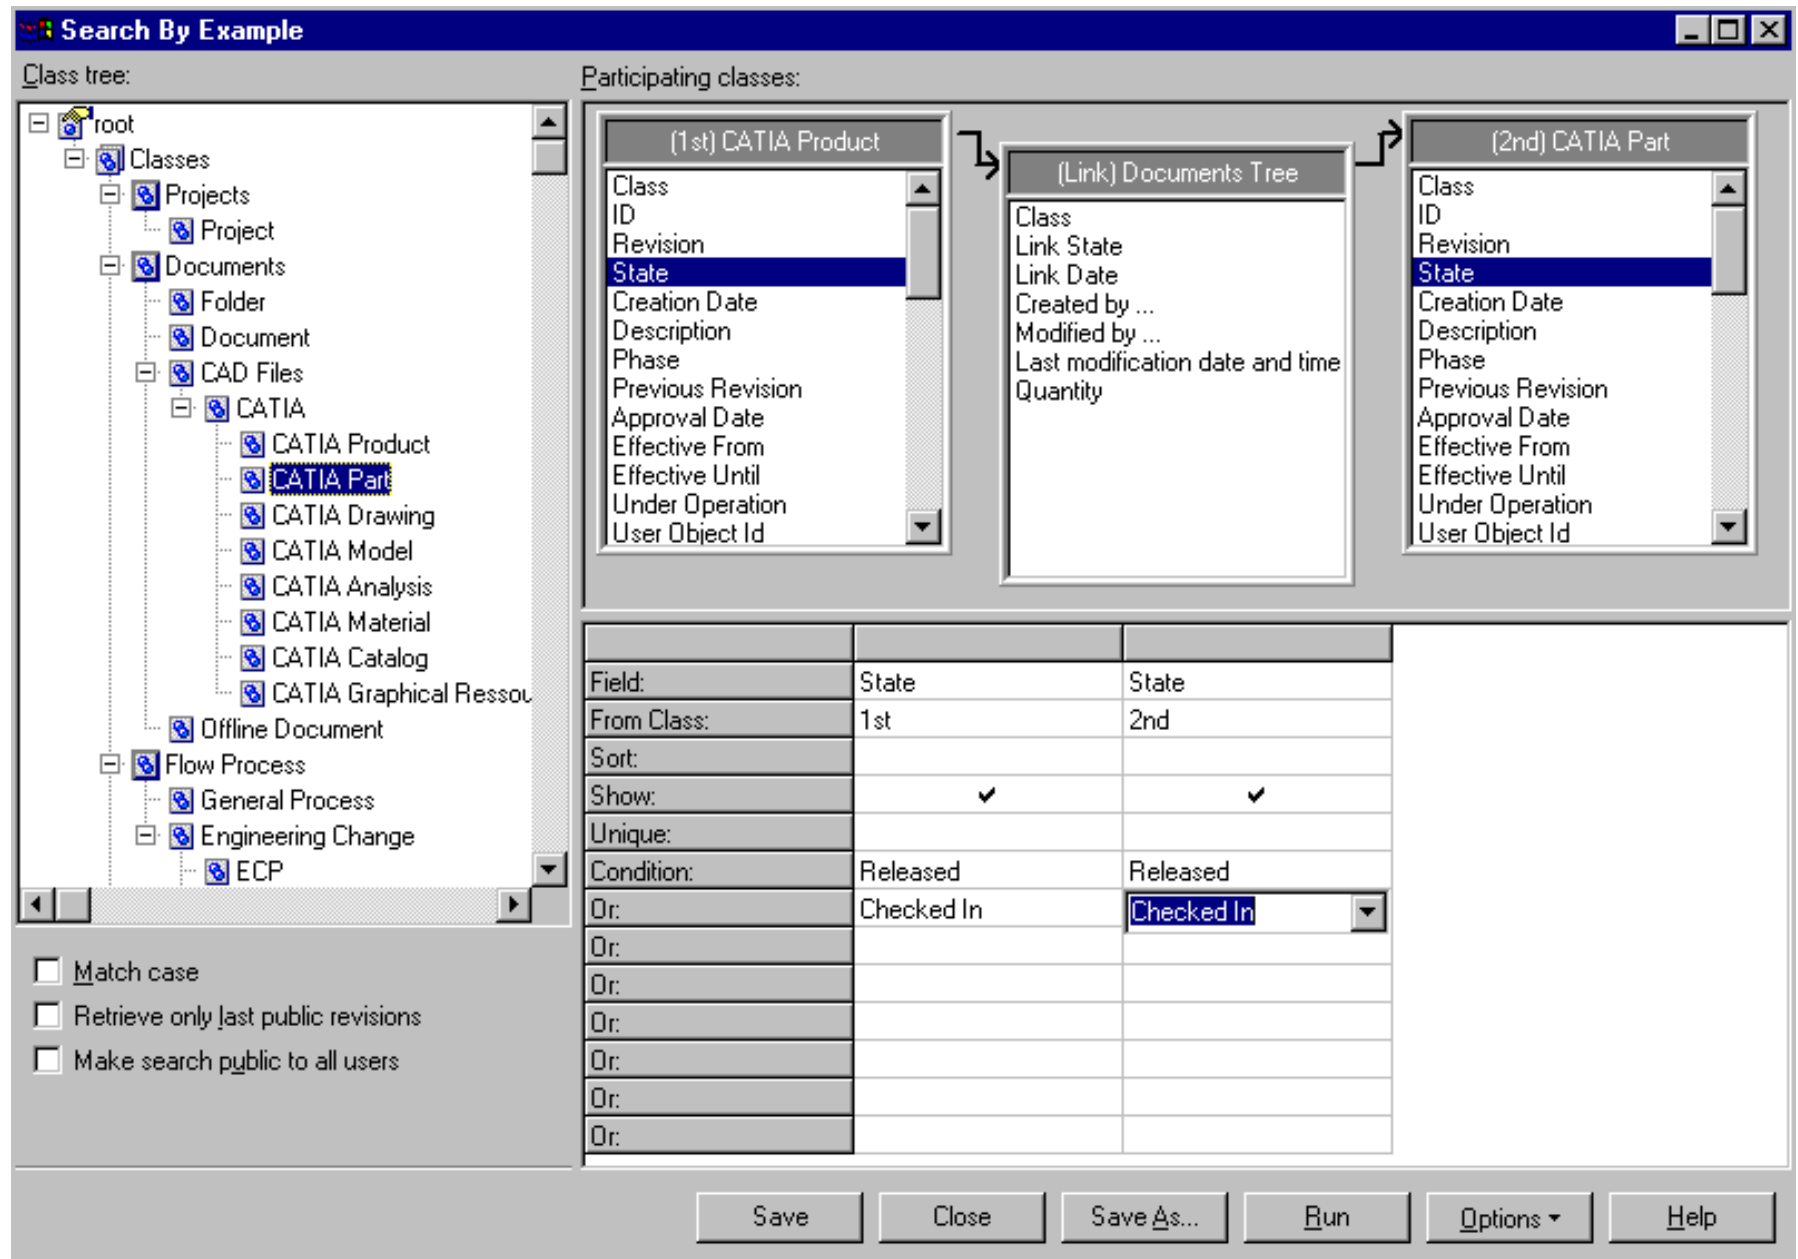 Search By Example
Class tree:
root
Classes
Projects
Project
Documents
Folder
Document
CAD Files
CATIA
CATIA Product
CATIA Part
CATIA Drawing
CATIA Model
CATIA Analysis
CATIA Material
CATIA Catalog
CATIA Graphical Ressou
Offline Document
Flow Process
General Process
Engineering Change
ECP
Match case
Retrieve only last public revisions
Make search public to all users
Participating classes:
(1st) CATIA Product
Class
ID
Revision
State
Creation Date
Description
Phase
Previous Revision
Approval Date
Effective From
Effective Until
Under Operation
User Object Id
(Link) Documents Tree
Class
Link State
Link Date
Created by ...
Modified by ...
Last modification date and time
Quantity
(2nd) CATIA Part
Class
ID
Revision
State
Creation Date
Description
Phase
Previous Revision
Approval Date
Effective From
Effective Until
Under Operation
User Object Id
Field: State State
From Class: 1st 2nd
Sort:
Show:
Unique:
Condition: Released Released
Or: Checked In Checked In
Or:
Or:
Or:
Or:
Or:
Or:
Save Close Save As... Run Options Help